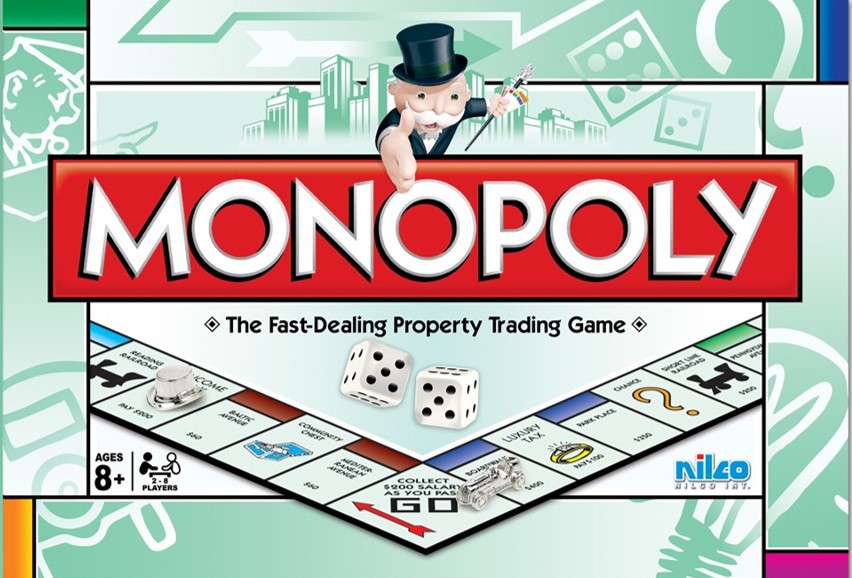 MONOPOLY
The Fast-Dealing Property Trading Game
READING
RAILROAD
PAY $200
INCOME
$60
BALTIC
AVENUE
COMMUNITY
CHEST
$60
MEDITER-
RANEAN
AVENUE
COLLECT
$200 SALARY
AS YOU PASS
GO
BOARDWALK
$400
LUXURY
TAX
PAY $100
PARK PLACE
$350
CHANCE
SHORT LINE
RAILROAD
$200
AGES
8+
2 - 8
PLAYERS
nilco
NILCO INT.